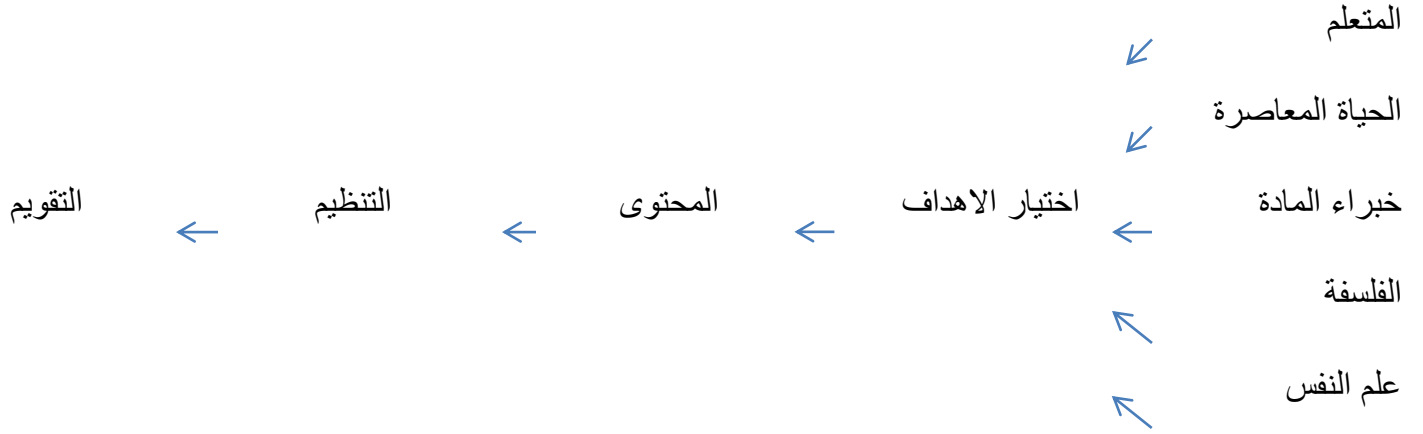 المتعلم
الحياة المعاصرة
خبراء المادة اختيار الاهداف المحتوى التنظيم التقويم
الفلسفة
علم النفس